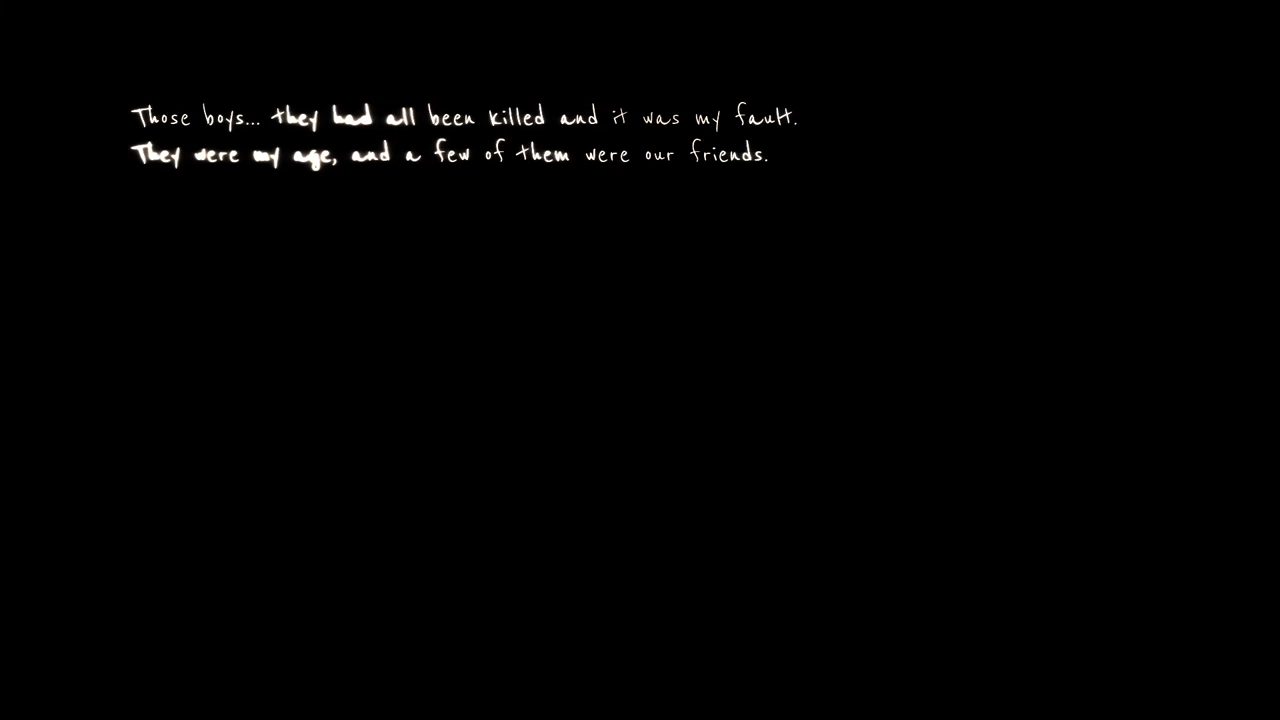 Those boys... they had all been killed and it was my fault.
They were my age, and a few of them were our friends.